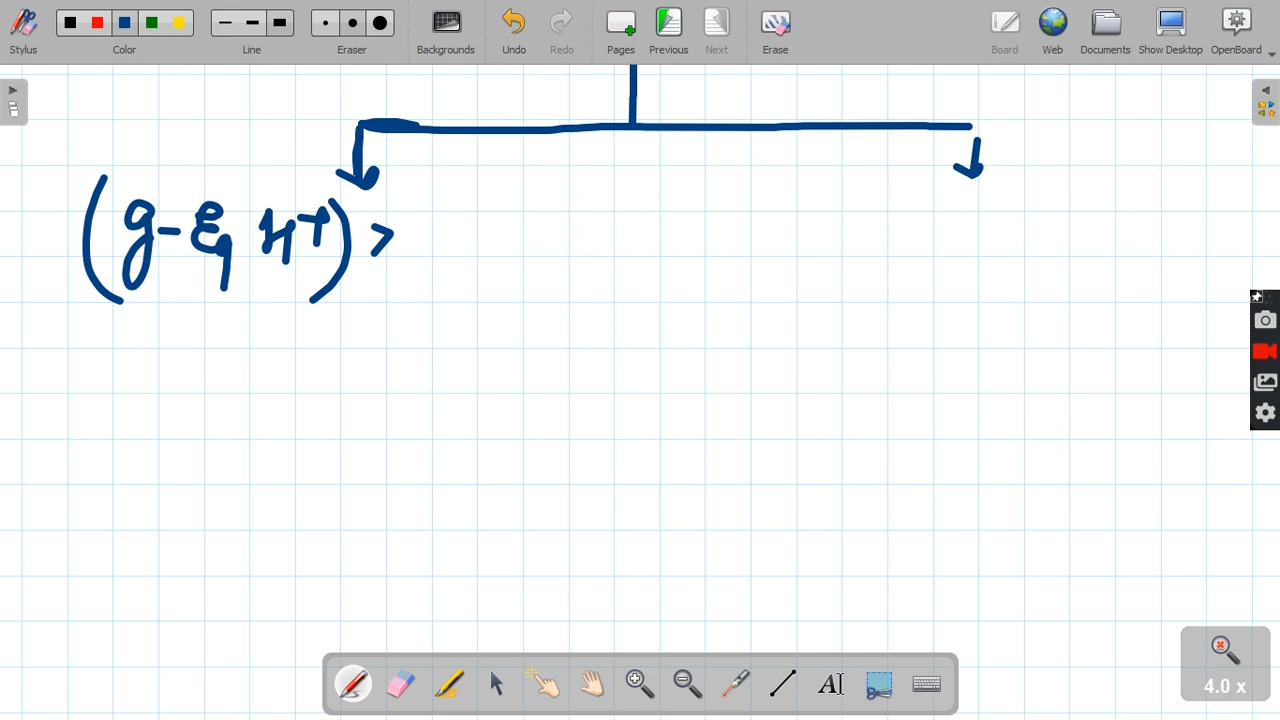 Stylus
Color
Line
Eraser
Backgrounds
Undo
Redo
Pages
Previous
Next
Erase
Board
Web
Documents
Show Desktop
OpenBoard
(g-ξ, H+) >
4.0 x